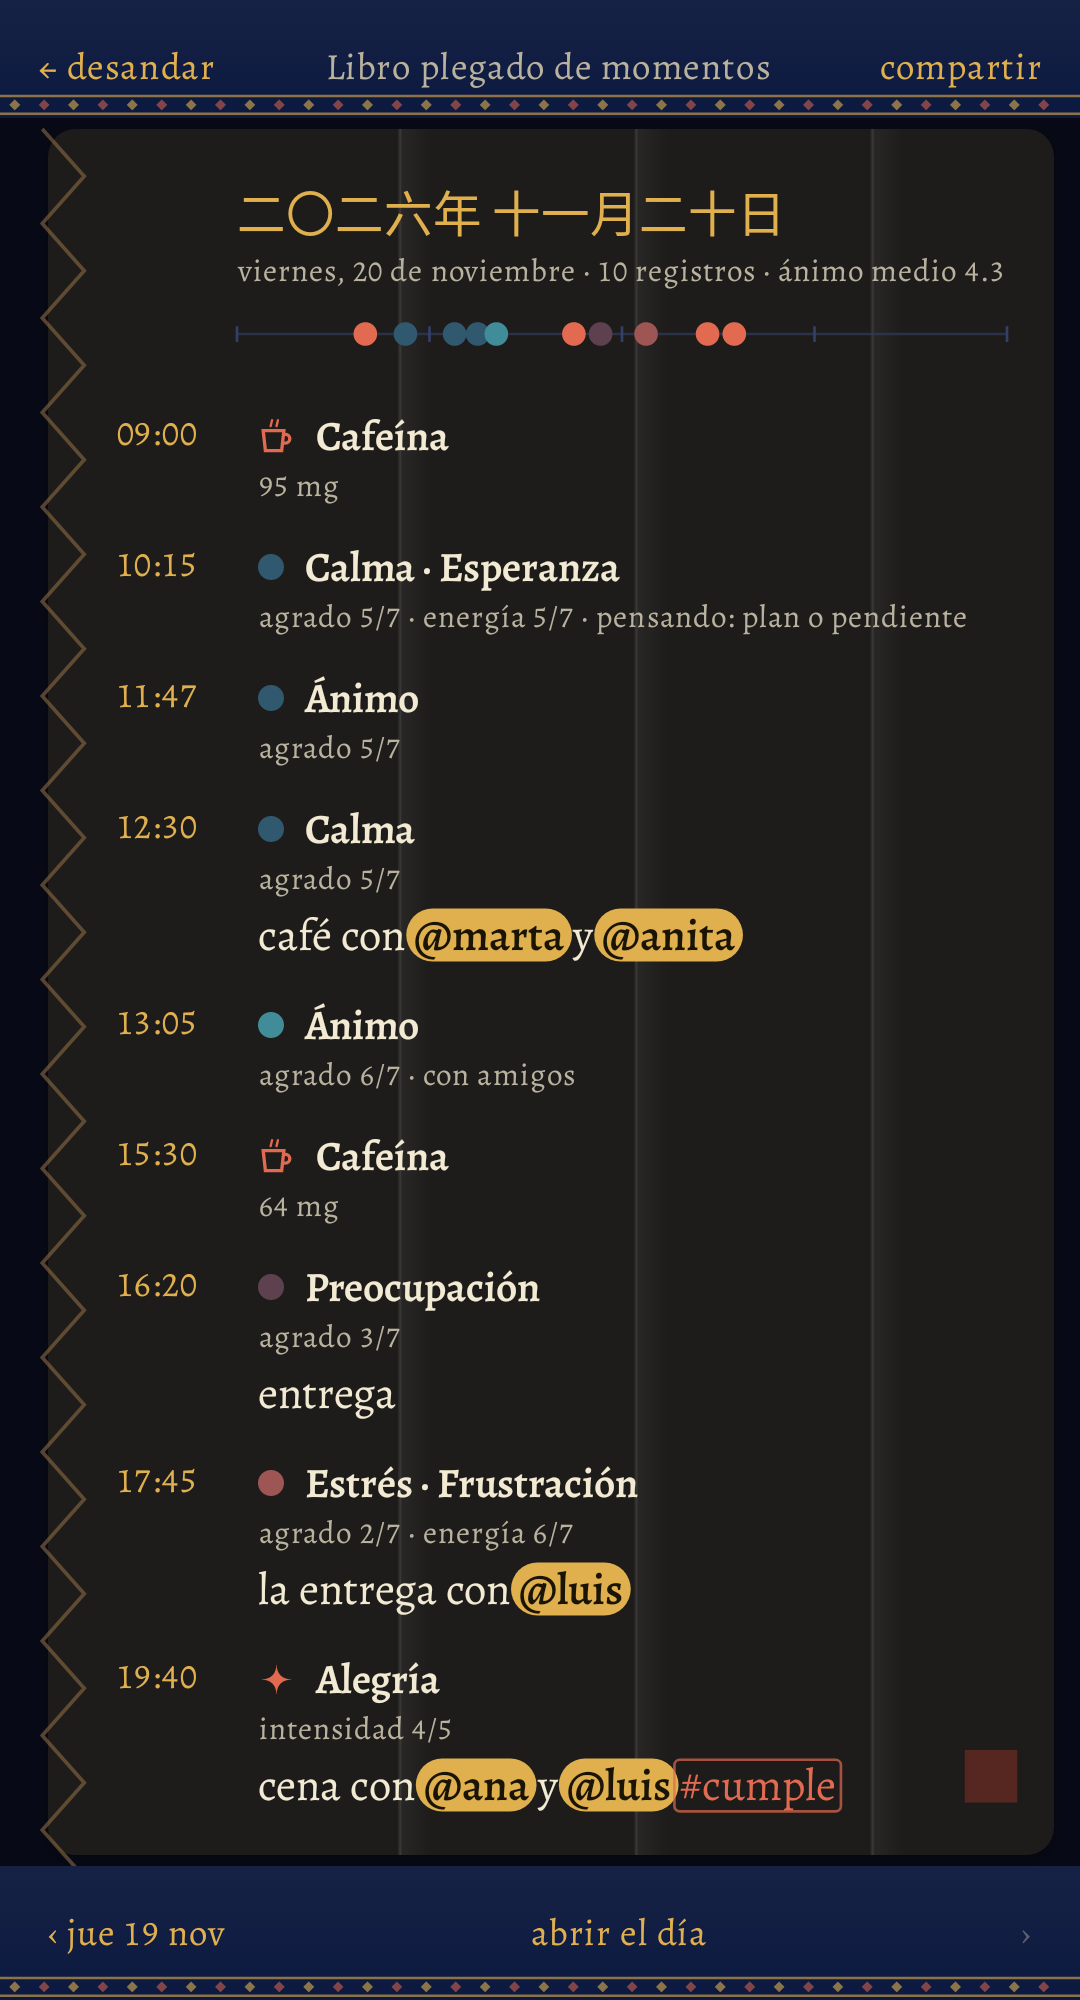 ← desandar
Libro plegado de momentos
compartir
二〇二六年 十一月二十日
viernes, 20 de noviembre · 10 registros · ánimo medio 4.3
09:00
Cafeína
95 mg
10:15
Calma · Esperanza
agrado 5/7 · energía 5/7 · pensando: plan o pendiente
11:47
Ánimo
agrado 5/7
12:30
Calma
agrado 5/7
café con @marta y @anita
13:05
Ánimo
agrado 6/7 · con amigos
15:30
Cafeína
64 mg
16:20
Preocupación
agrado 3/7
entrega
17:45
Estrés · Frustración
agrado 2/7 · energía 6/7
la entrega con @luis
19:40
Alegría
intensidad 4/5
cena con @ana y @luis #cumple
‹ jue 19 nov
abrir el día
›